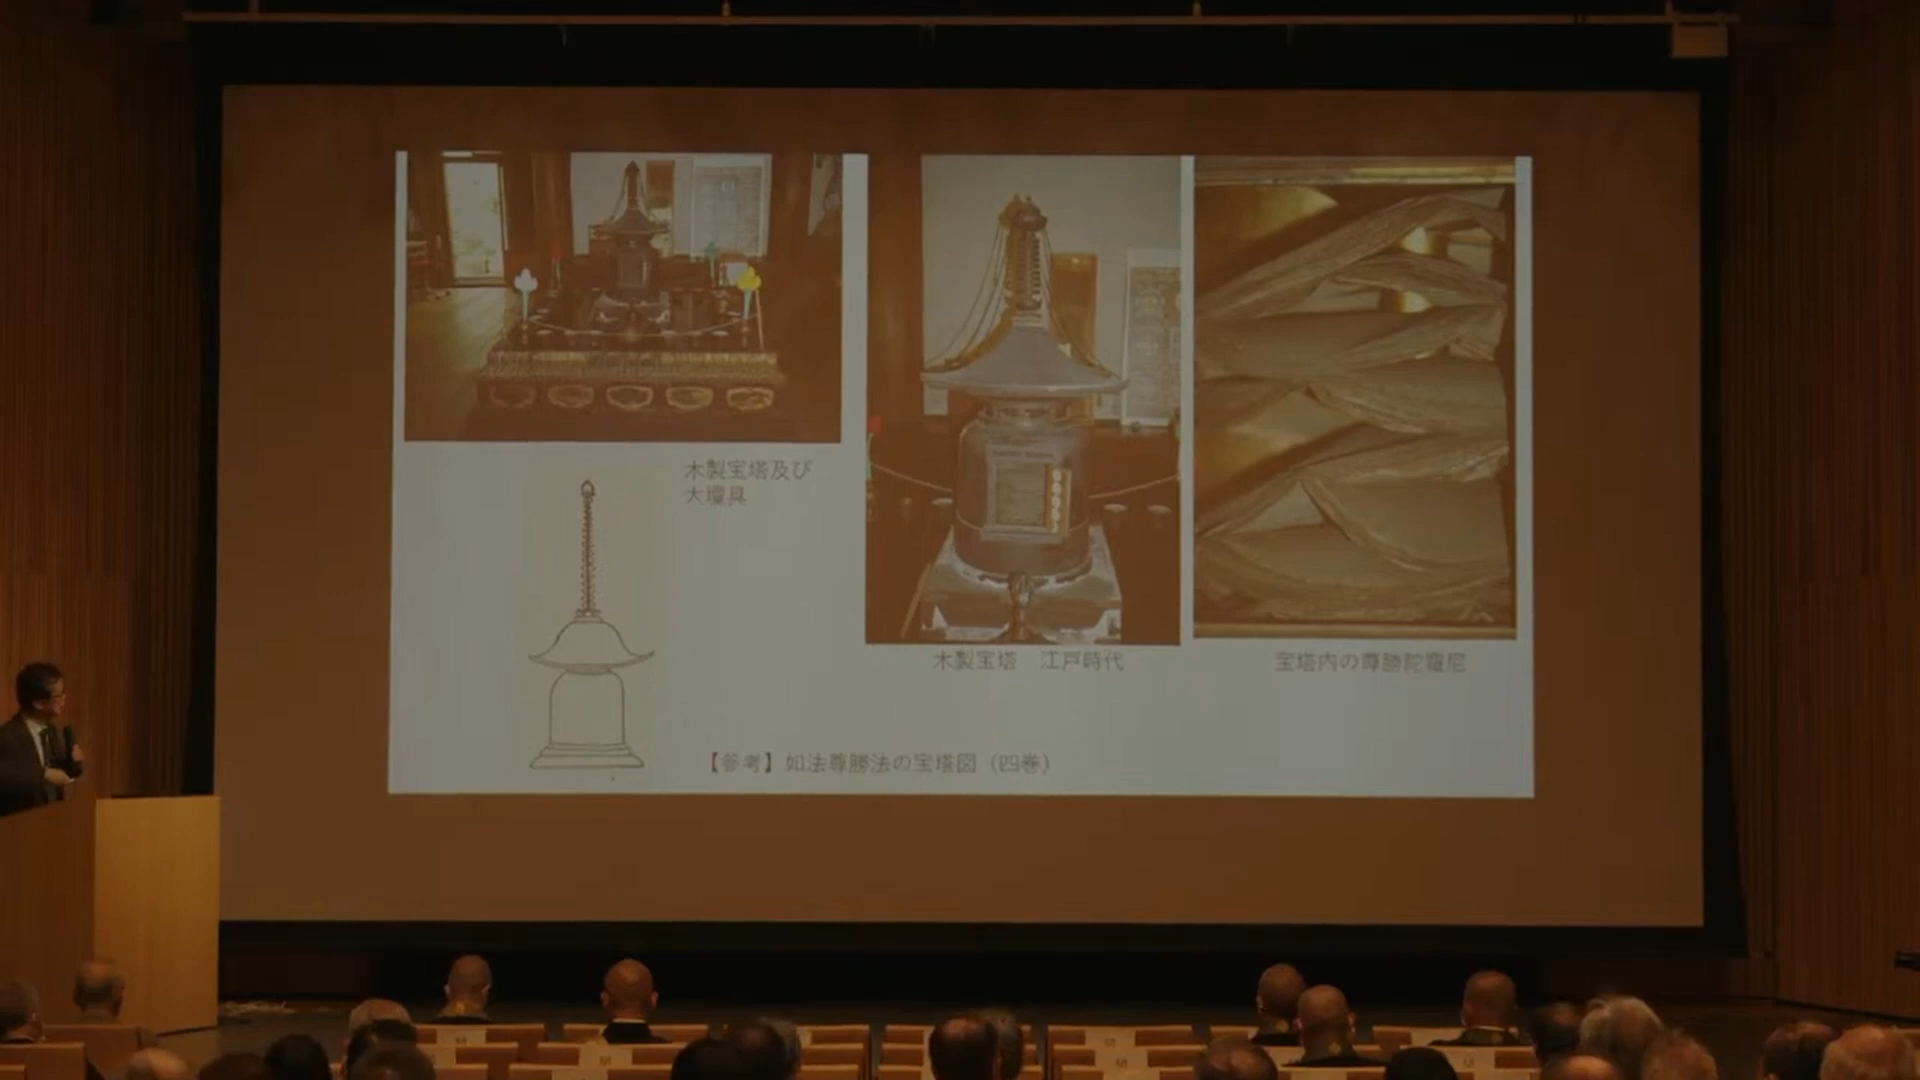 木製宝塔及び
大壇具
木製宝塔　江戸時代
宝塔内の尊勝陀羅尼
【参考】如法尊勝法の宝塔図（四巻）